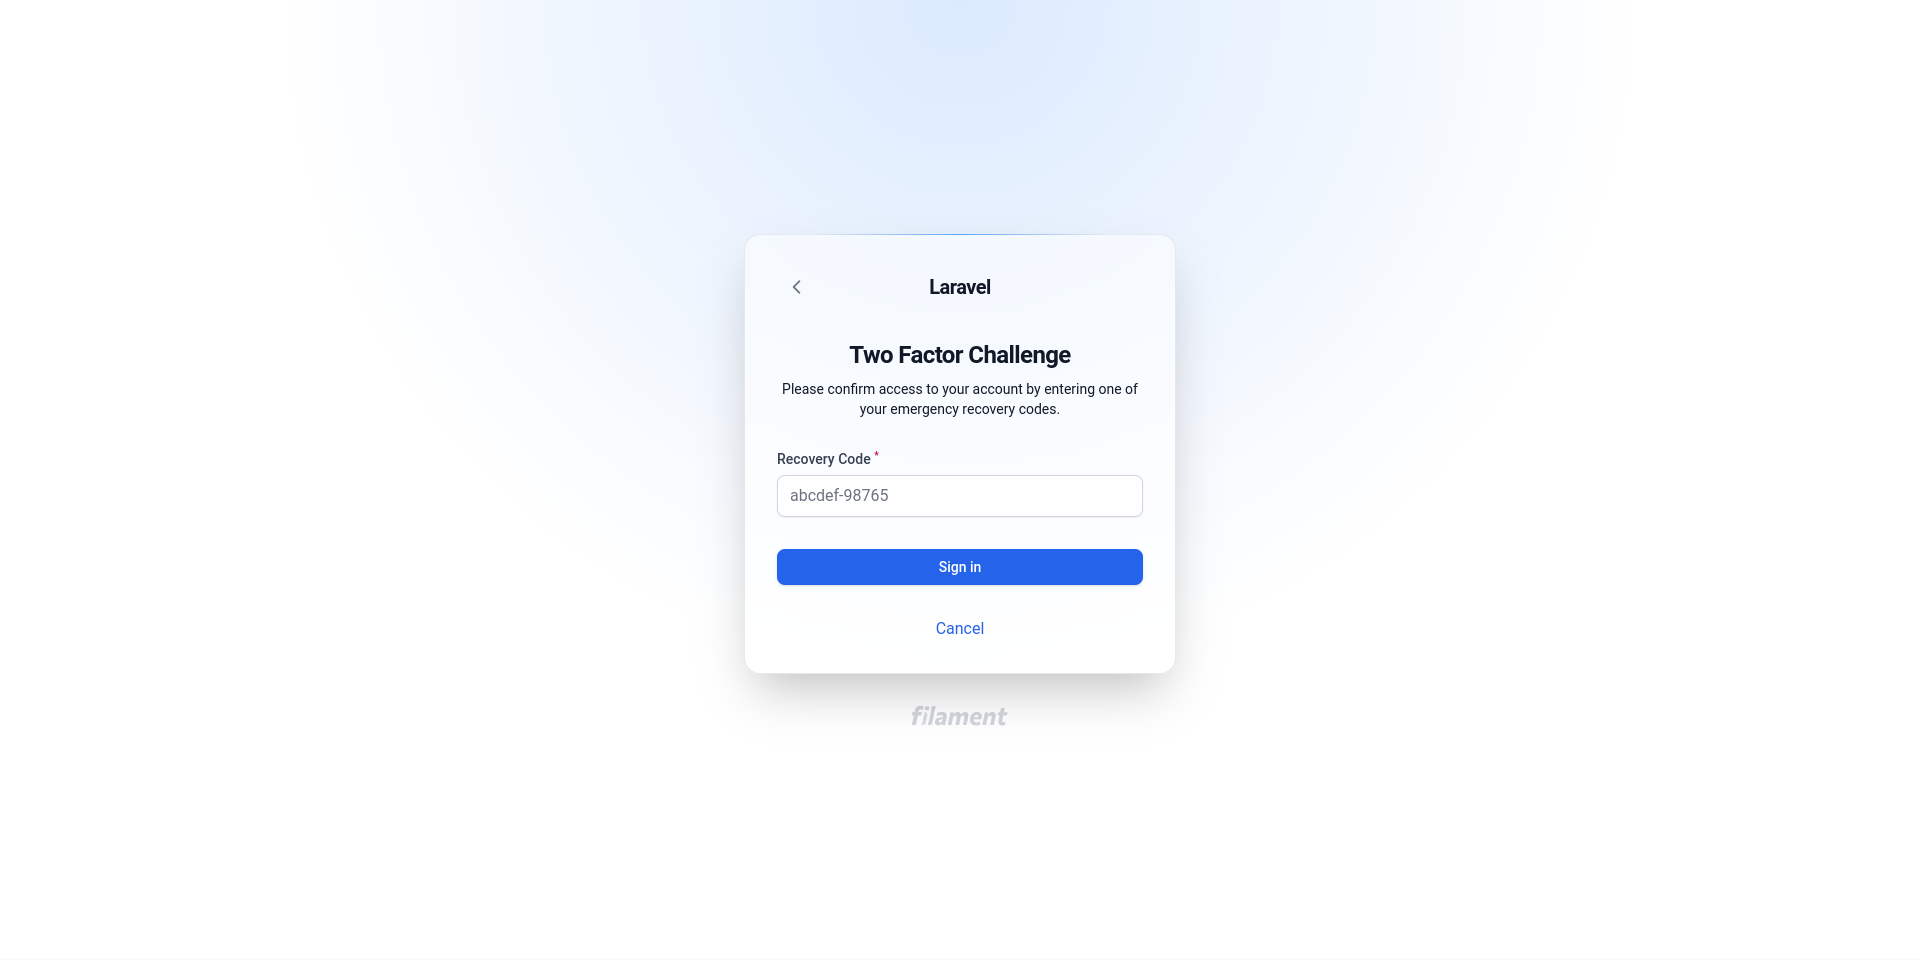 Laravel
Two Factor Challenge
Please confirm access to your account by entering one of
your emergency recovery codes.
Recovery Code *
abcdef-98765
Sign in
Cancel
filament